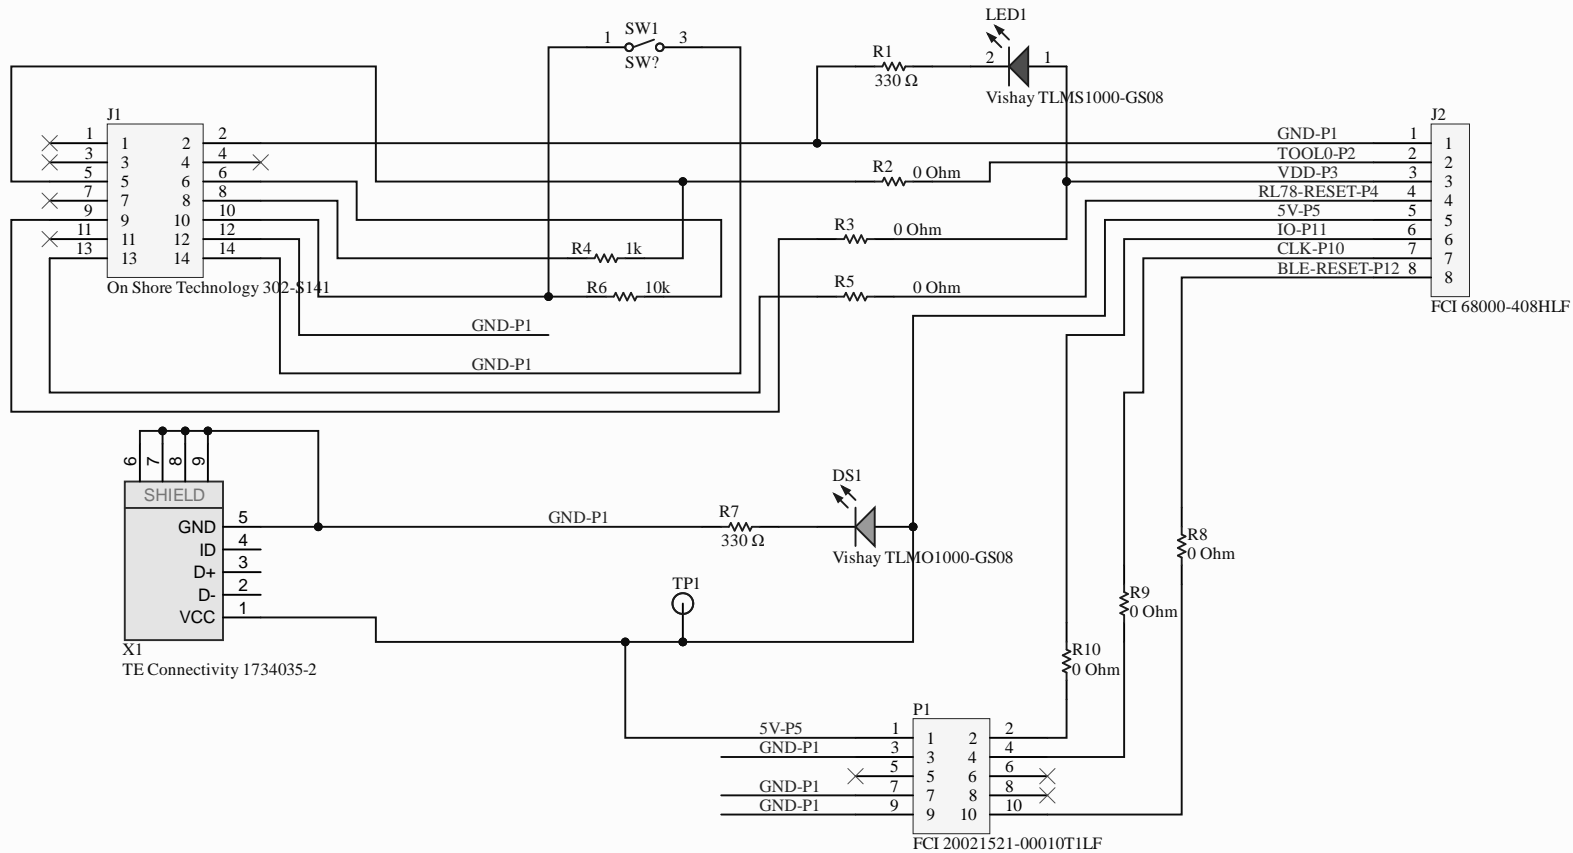 SW1
1 3
SW?
LED1
R1
2 1
330 Ω
Vishay TLMS1000-GS08
J1
1 1 2 2
3 3 4 4
5 5 6 6
7 7 8 8
9 9 10 10
11 11 12 12
13 13 14 14
On Shore Technology 302-S141
R2
0 Ohm
R3
0 Ohm
R4 1k
R5
0 Ohm
R6 10k
GND-P1
GND-P1
J2
GND-P1 1 1
TOOL0-P2 2 2
VDD-P3 3 3
RL78-RESET-P4 4 4
5V-P5 5 5
IO-P11 6 6
CLK-P10 7 7
BLE-RESET-P12 8 8
FCI 68000-408HLF
6 7 8 9
SHIELD
GND 5
ID 4
D+ 3
D- 2
VCC 1
X1
TE Connectivity 1734035-2
GND-P1
R7
330 Ω
DS1
Vishay TLMO1000-GS08
TP1
R8
0 Ohm
R9
0 Ohm
R10
0 Ohm
P1
5V-P5 1 1 2 2
GND-P1 3 3 4 4
5 5 6 6
GND-P1 7 7 8 8
GND-P1 9 9 10 10
FCI 20021521-00010T1LF